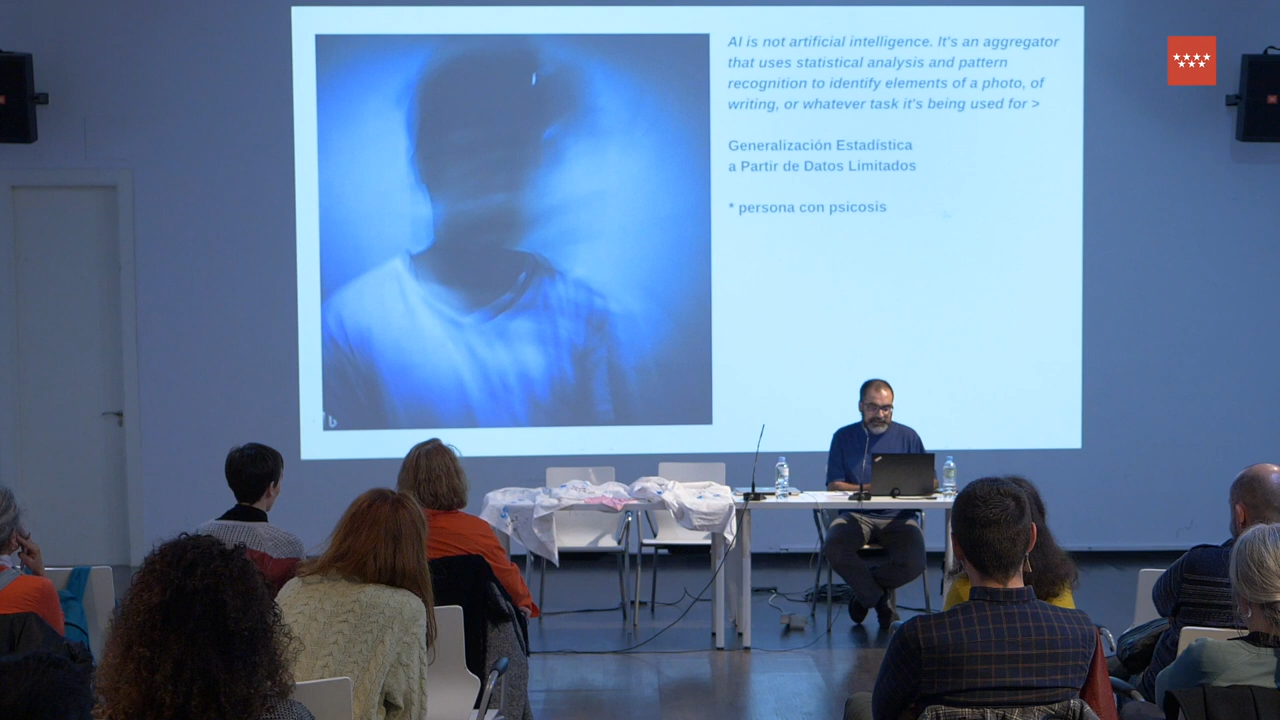 AI is not artificial intelligence. It's an aggregator
that uses statistical analysis and pattern
recognition to identify elements of a photo, of
writing, or whatever task it's being used for >
Generalización Estadística
a Partir de Datos Limitados
* persona con psicosis
b